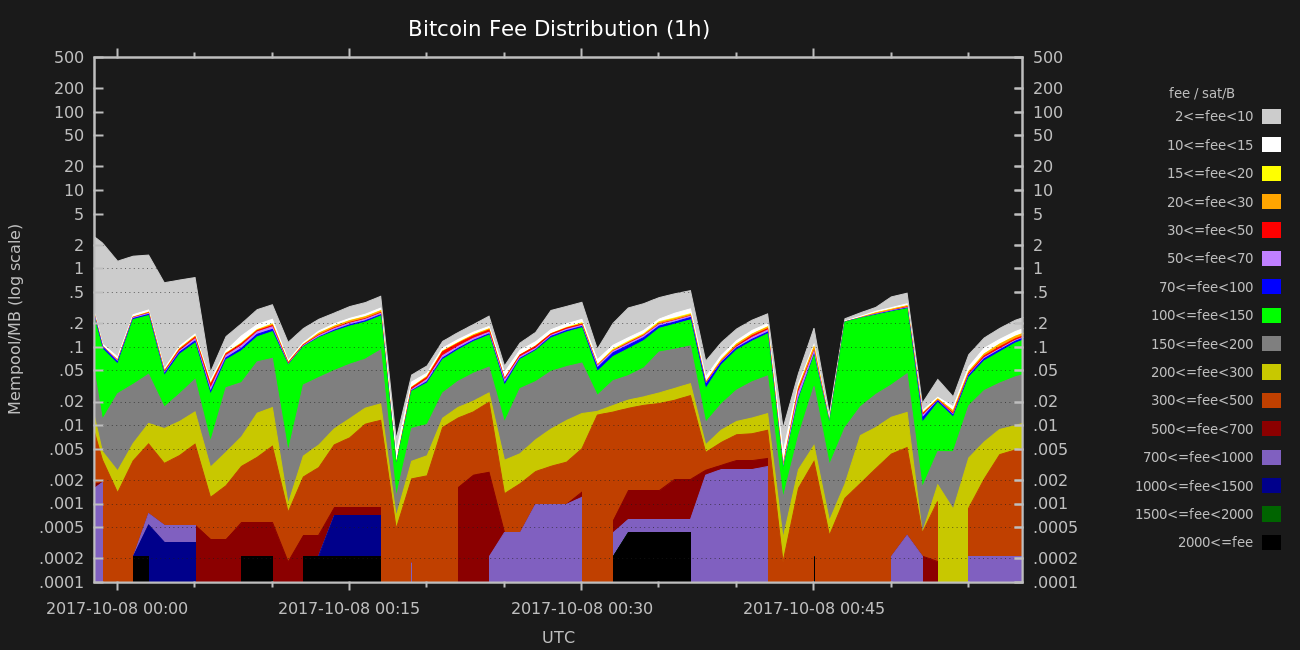 Bitcoin Fee Distribution (1h)
Mempool/MB (log scale)
500 500
200 200
100 100
50 50
20 20
10 10
5 5
2 2
1 1
.5 .5
.2 .2
.1 .1
.05 .05
.02 .02
.01 .01
.005 .005
.002 .002
.001 .001
.0005 .0005
.0002 .0002
.0001 .0001
2017-10-08 00:00 2017-10-08 00:15 2017-10-08 00:30 2017-10-08 00:45
UTC
fee / sat/B
2<=fee<10
10<=fee<15
15<=fee<20
20<=fee<30
30<=fee<50
50<=fee<70
70<=fee<100
100<=fee<150
150<=fee<200
200<=fee<300
300<=fee<500
500<=fee<700
700<=fee<1000
1000<=fee<1500
1500<=fee<2000
2000<=fee